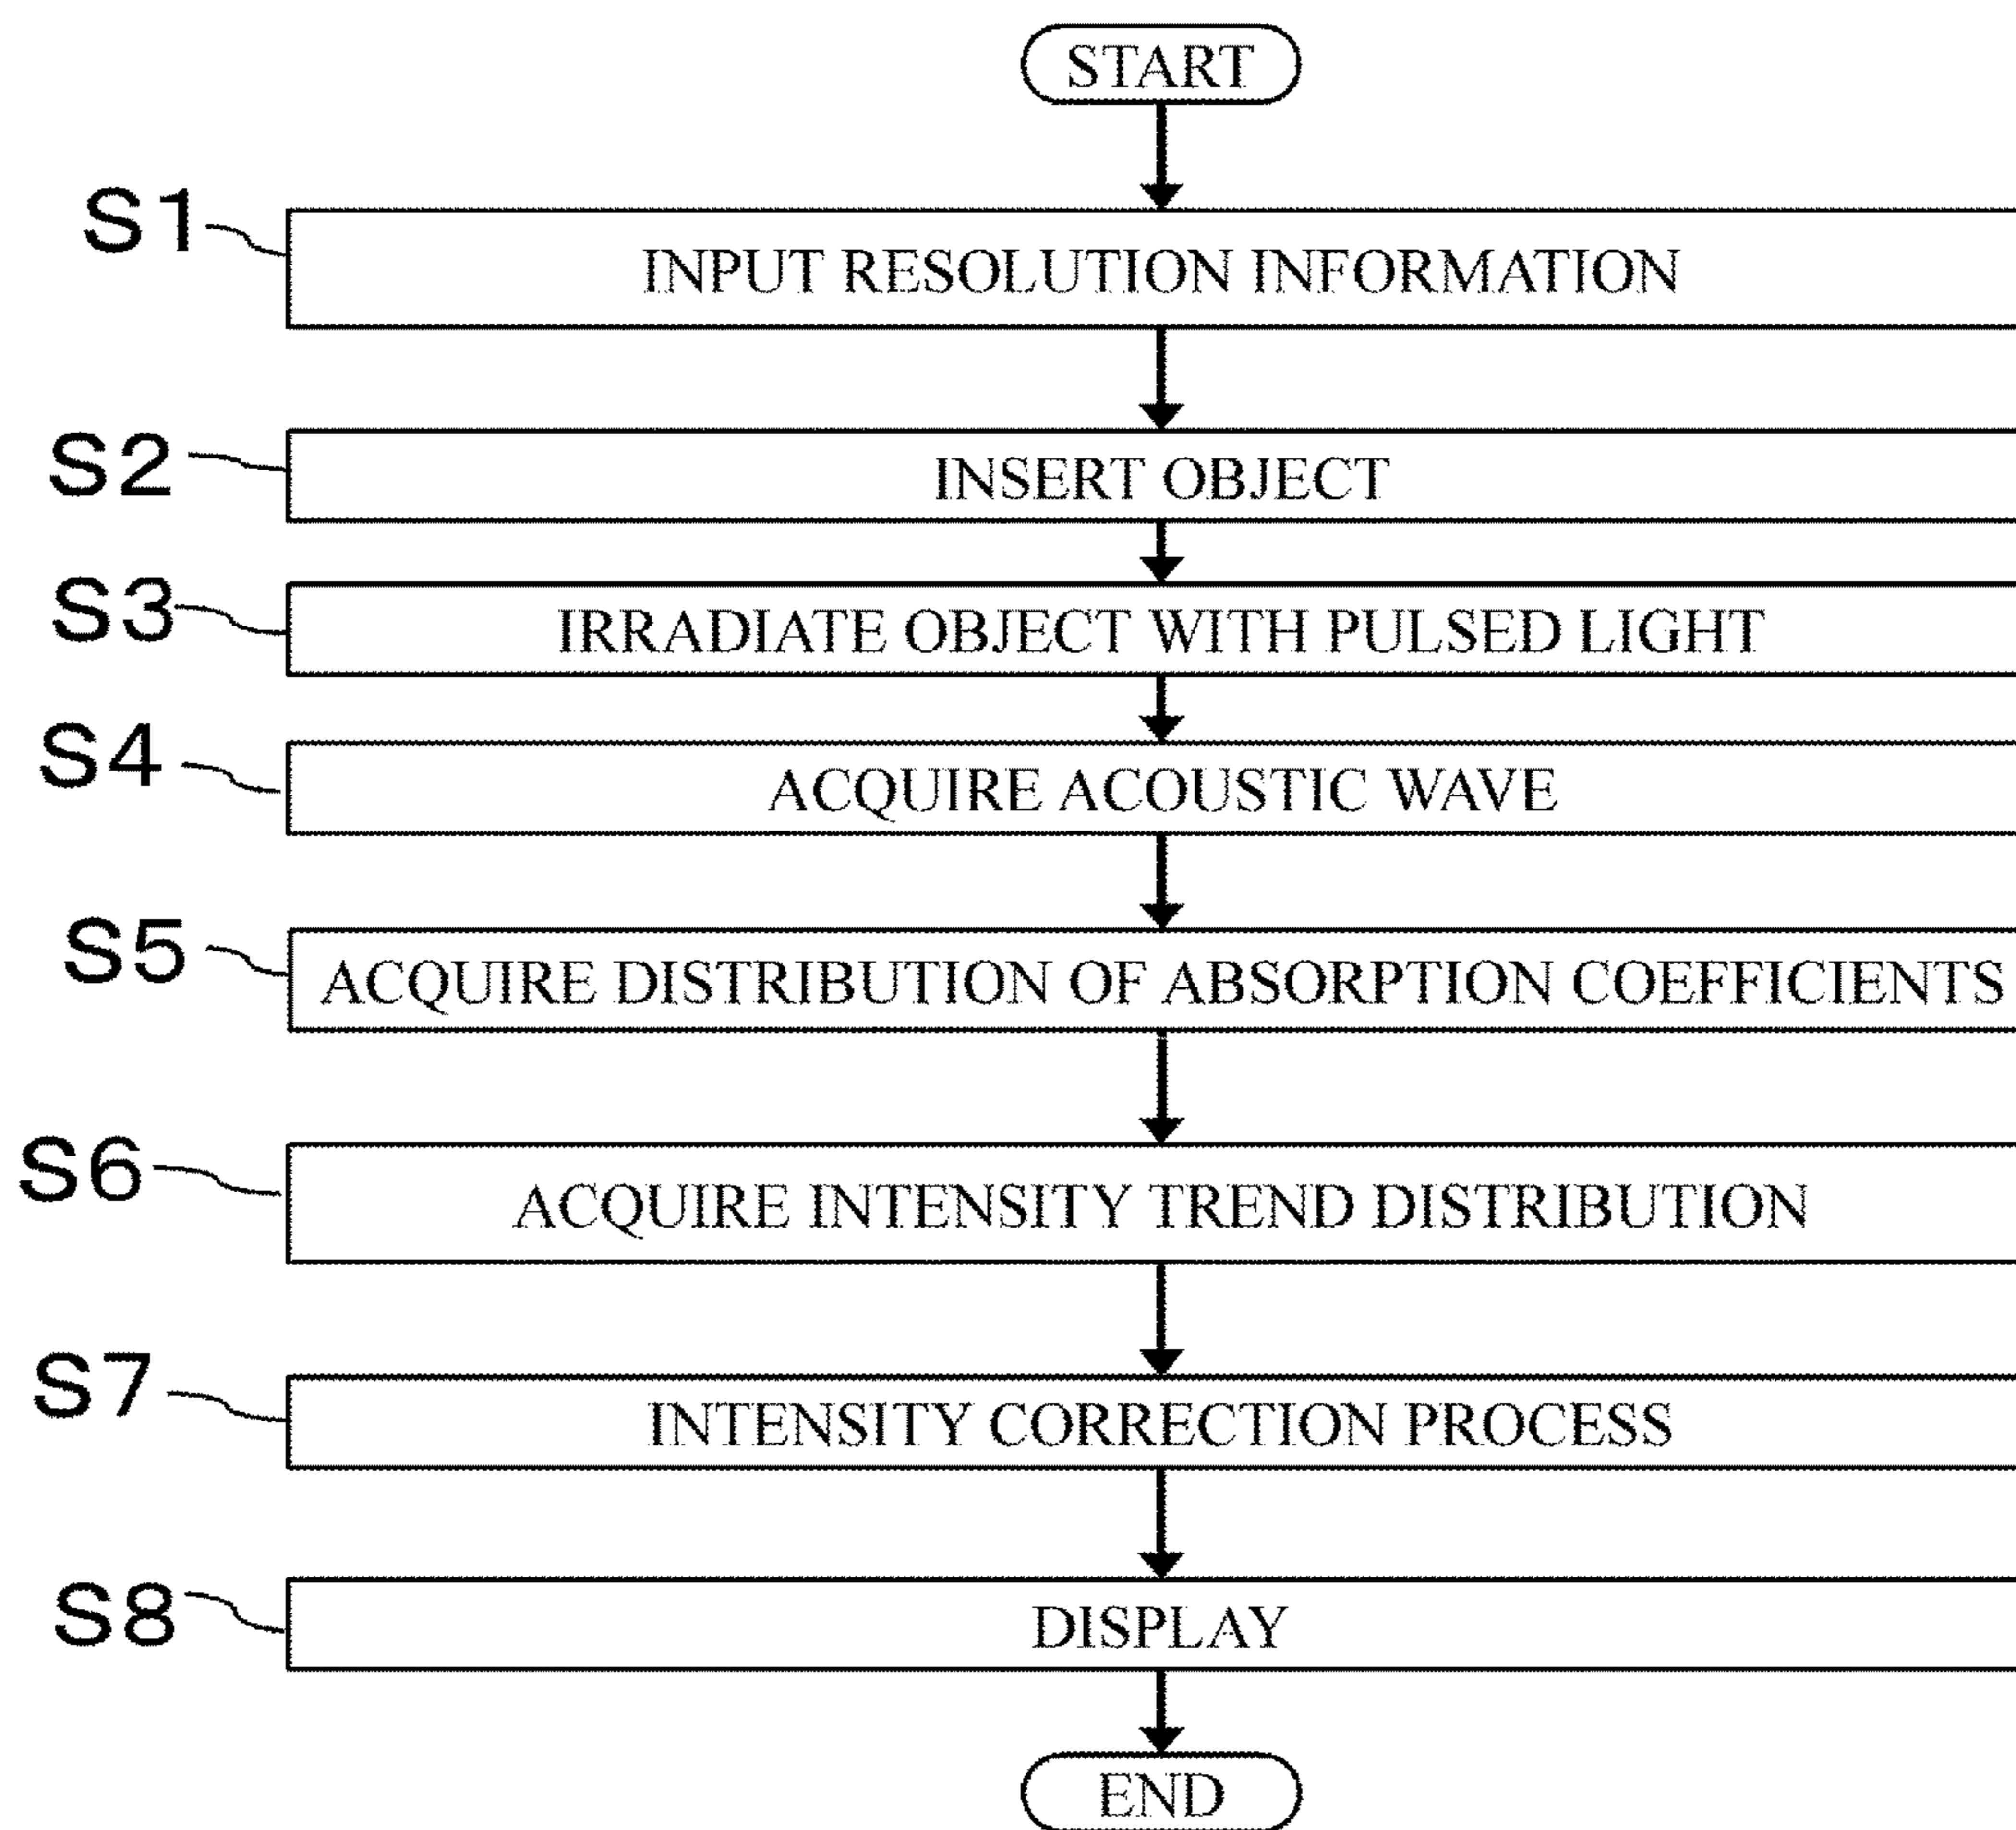 START
S1
INPUT RESOLUTION INFORMATION
S2
INSERT OBJECT
S3
IRRADIATE OBJECT WITH PULSED LIGHT
S4
ACQUIRE ACOUSTIC WAVE
S5
ACQUIRE DISTRIBUTION OF ABSORPTION COEFFICIENTS
S6
ACQUIRE INTENSITY TREND DISTRIBUTION
S7
INTENSITY CORRECTION PROCESS
S8
DISPLAY
END